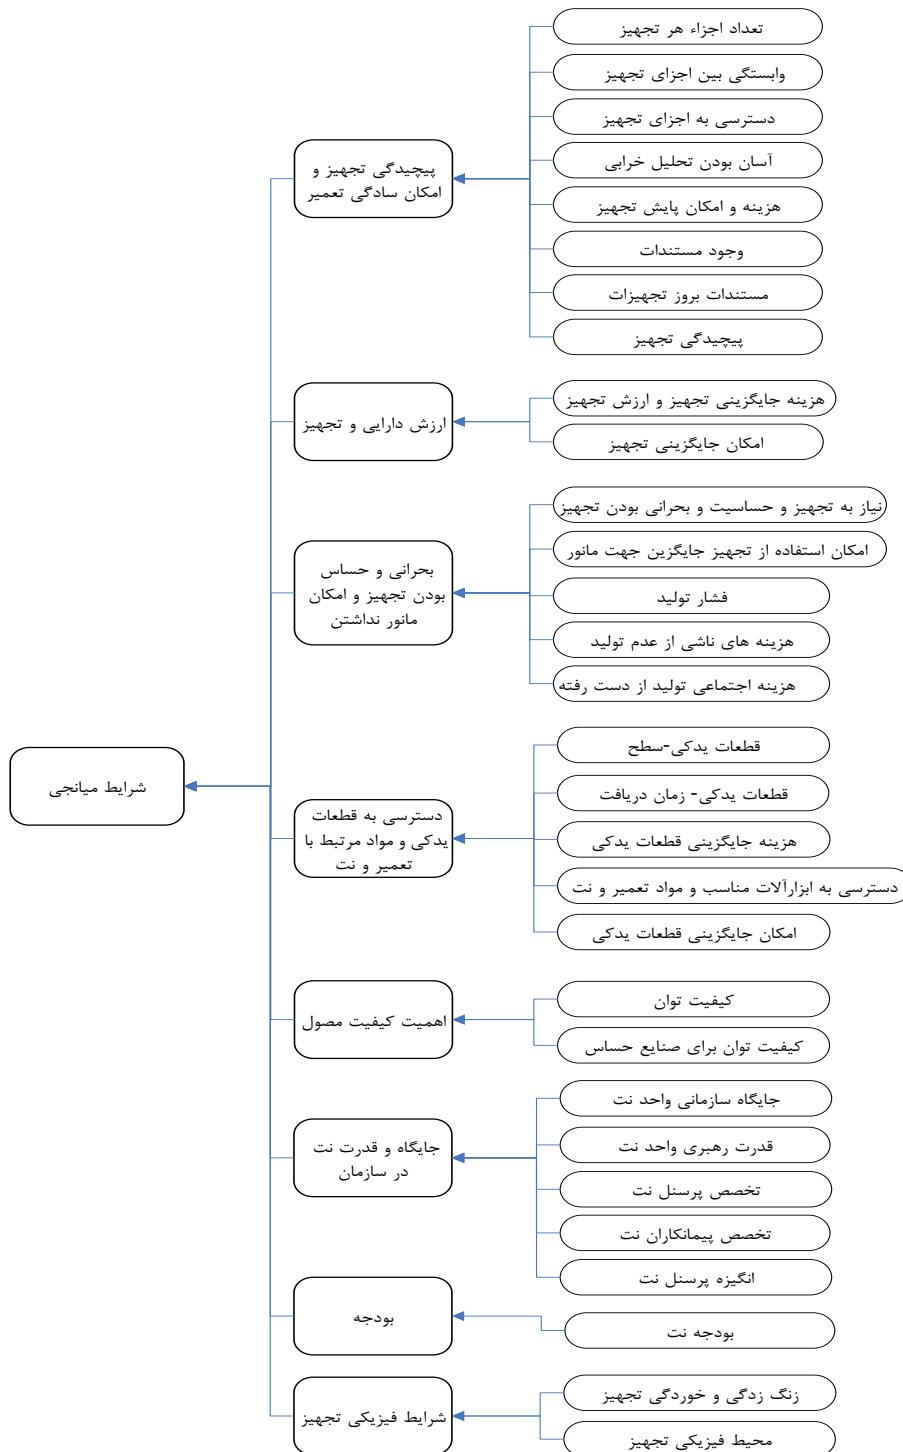 تعداد اجزاء هر تجهیز
وابستگی بین اجزای تجهیز
دسترسی به اجزای تجهیز
آسان بودن تحلیل خرابی
هزینه و امکان پایش تجهیز
وجود مستندات
مستندات بروز تجهیزات
پیچیدگی تجهیز
پیچیدگی تجهیز و
امکان سادگی تعمیر
هزینه جایگزینی تجهیز و ارزش تجهیز
امکان جایگزینی تجهیز
ارزش دارایی و تجهیز
نیاز به تجهیز و حساسیت و بحرانی بودن تجهیز
امکان استفاده از تجهیز جایگزین جهت مانور
فشار تولید
هزینه های ناشی از عدم تولید
هزینه اجتماعی تولید از دست رفته
بحرانی و حساس
بودن تجهیز و امکان
مانور نداشتن
قطعات یدکی-سطح
قطعات یدکی- زمان دریافت
هزینه جایگزینی قطعات یدکی
دسترسی به ابزارآلات مناسب و مواد تعمیر و نت
امکان جایگزینی قطعات یدکی
دسترسی به قطعات
یدکی و مواد مرتبط با
تعمیر و نت
شرایط میانجی
کیفیت توان
کیفیت توان برای صنایع حساس
اهمیت کیفیت مصول
جایگاه سازمانی واحد نت
قدرت رهبری واحد نت
تخصص پرسنل نت
تخصص پیمانکاران نت
انگیزه پرسنل نت
جایگاه و قدرت نت
در سازمان
بودجه نت
بودجه
زنگ زدگی و خوردگی تجهیز
محیط فیزیکی تجهیز
شرایط فیزیکی تجهیز